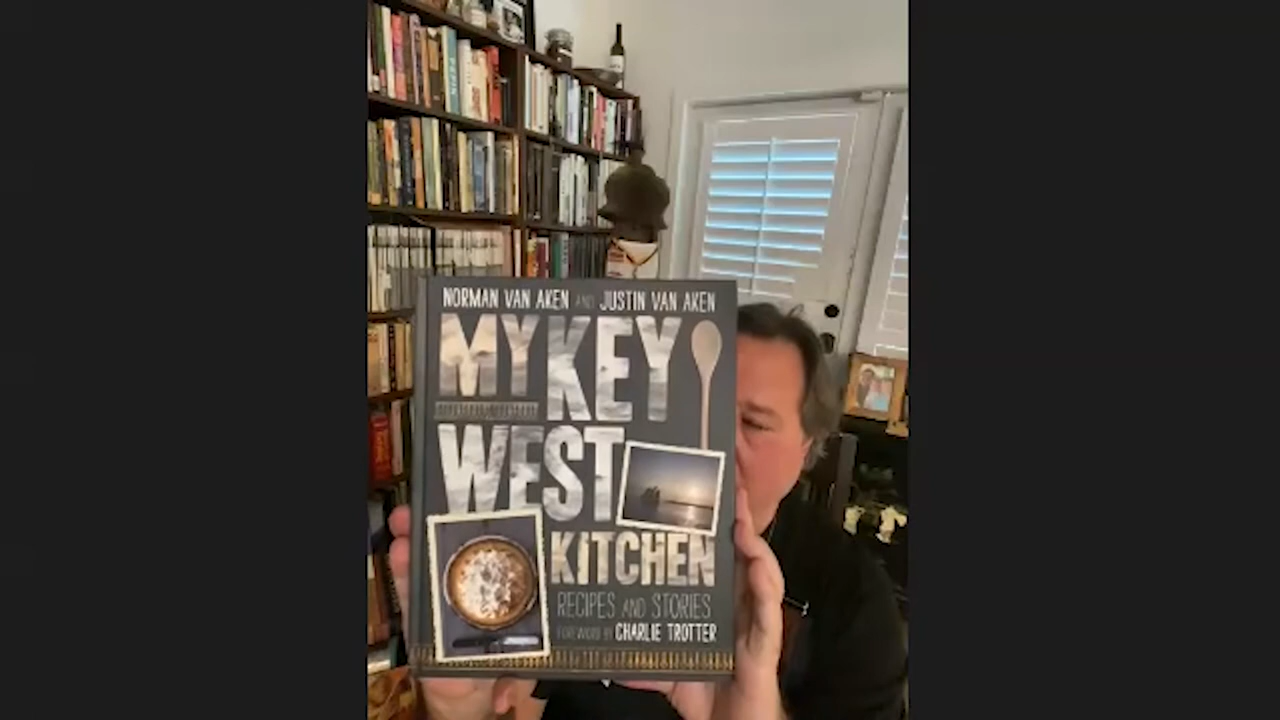 NORMAN VAN AKEN AND JUSTIN VAN AKEN
MY KEY
WEST
KITCHEN
RECIPES AND STORIES
FOREWORD BY CHARLIE TROTTER